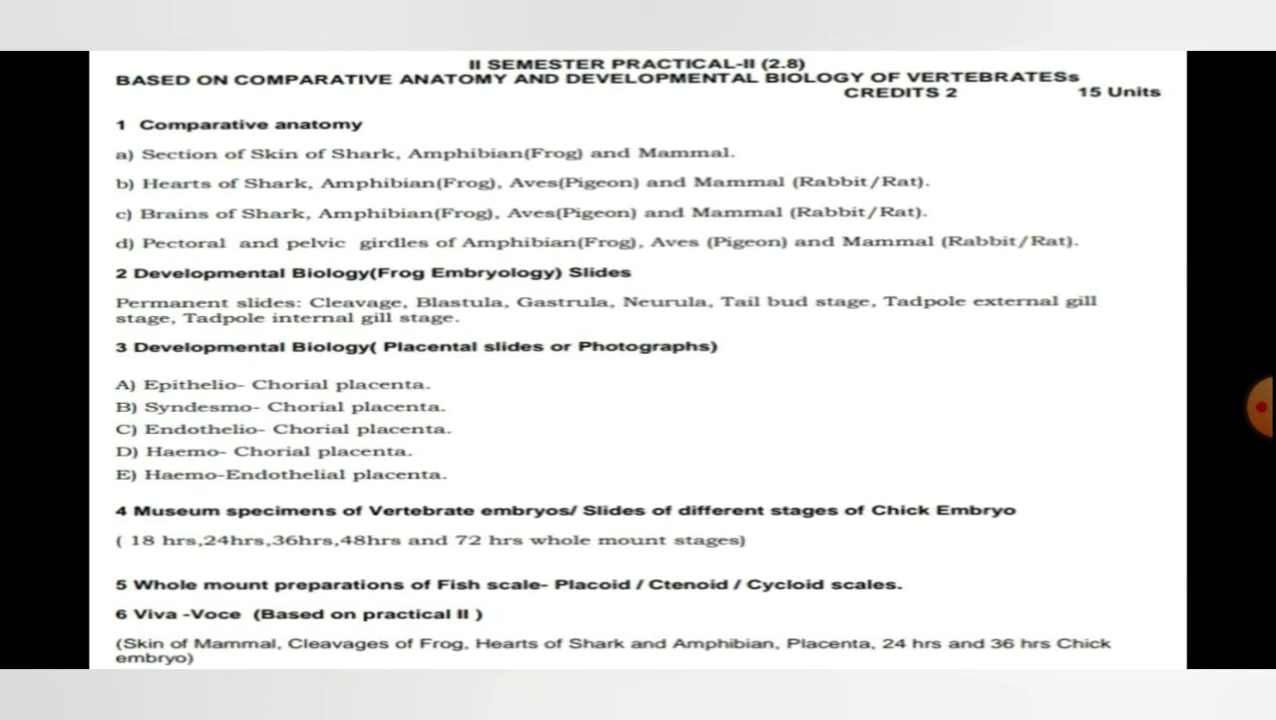 II SEMESTER PRACTICAL-II (2.8)
BASED ON COMPARATIVE ANATOMY AND DEVELOPMENTAL BIOLOGY OF VERTEBRATESs
CREDITS 2 15 Units
1 Comparative anatomy
a) Section of Skin of Shark, Amphibian(Frog) and Mammal.
b) Hearts of Shark, Amphibian(Frog), Aves(Pigeon) and Mammal (Rabbit/Rat).
c) Brains of Shark, Amphibian(Frog), Aves(Pigeon) and Mammal (Rabbit/Rat).
d) Pectoral and pelvic girdles of Amphibian(Frog), Aves (Pigeon) and Mammal (Rabbit/Rat).
2 Developmental Biology(Frog Embryology) Slides
Permanent slides: Cleavage, Blastula, Gastrula, Neurula, Tail bud stage, Tadpole external gill
stage, Tadpole internal gill stage.
3 Developmental Biology( Placental slides or Photographs)
A) Epithelio- Chorial placenta.
B) Syndesmo- Chorial placenta.
C) Endothelio- Chorial placenta.
D) Haemo- Chorial placenta.
E) Haemo-Endothelial placenta.
4 Museum specimens of Vertebrate embryos/ Slides of different stages of Chick Embryo
( 18 hrs,24hrs,36hrs,48hrs and 72 hrs whole mount stages)
5 Whole mount preparations of Fish scale- Placoid / Ctenoid / Cycloid scales.
6 Viva -Voce (Based on practical II )
(Skin of Mammal, Cleavages of Frog, Hearts of Shark and Amphibian, Placenta, 24 hrs and 36 hrs Chick
embryo)